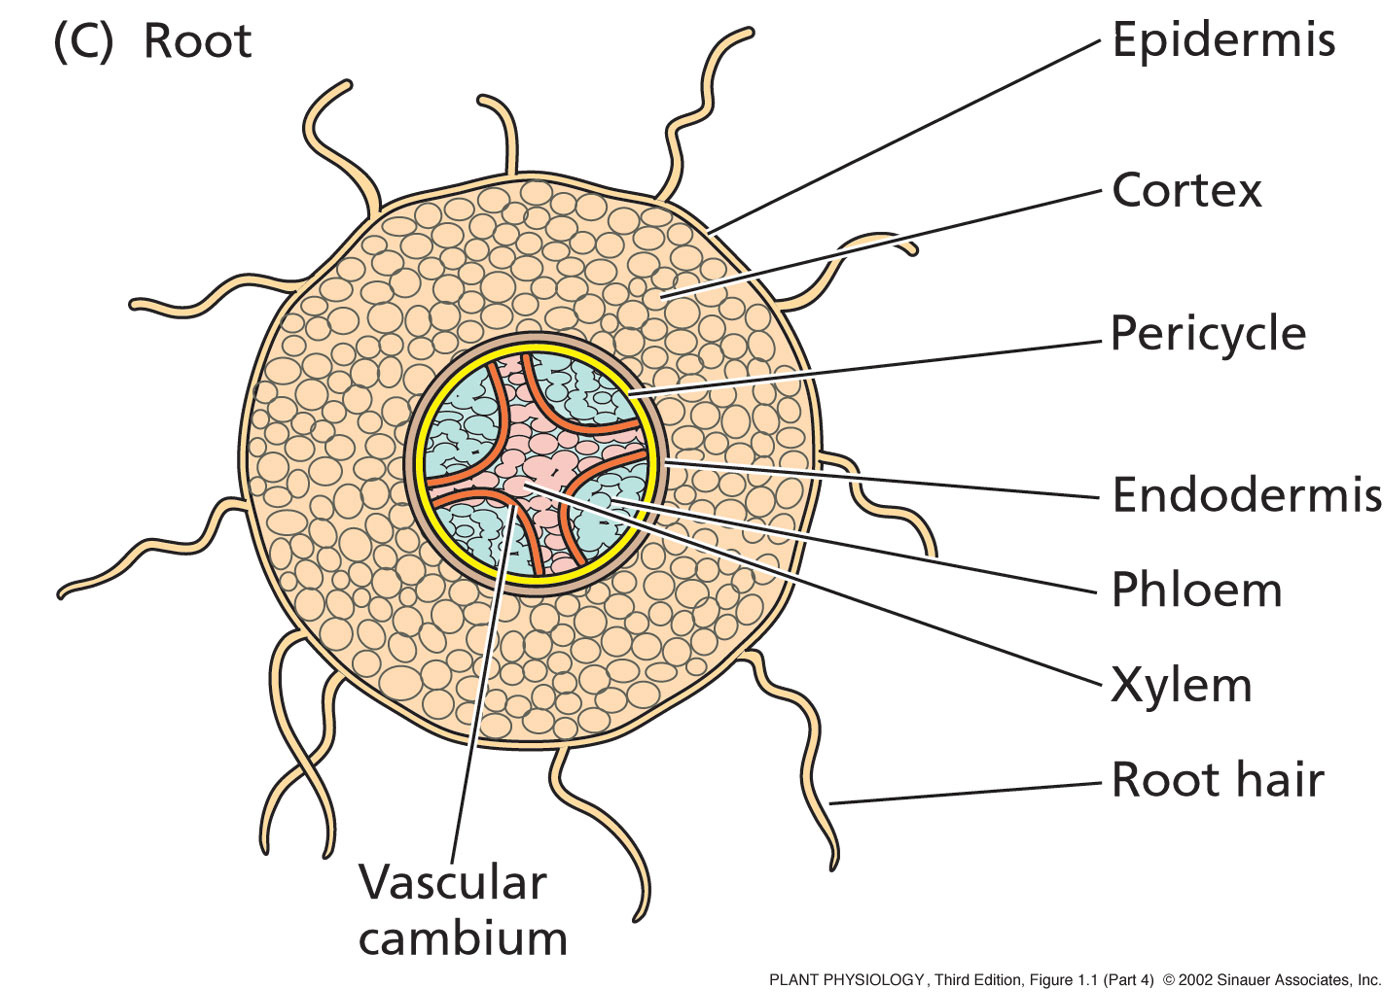 (C) Root
Epidermis
Cortex
Pericycle
Endodermis
Phloem
Xylem
Root hair
Vascular
cambium
PLANT PHYSIOLOGY, Third Edition, Figure 1.1 (Part 4) © 2002 Sinauer Associates, Inc.